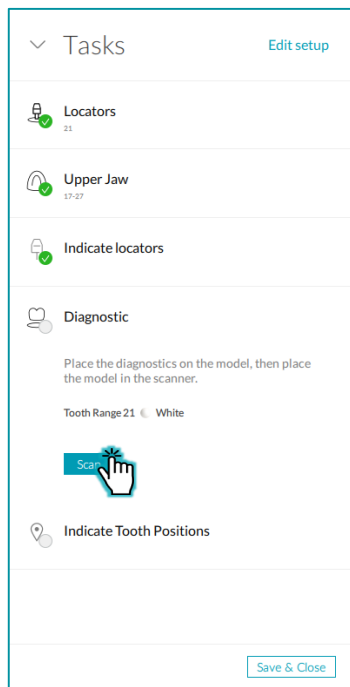 Tasks
Edit setup
Locators
21
Upper Jaw
17-27
Indicate locators
Diagnostic
Place the diagnostics on the model, then place
the model in the scanner.
Tooth Range 21 White
Scan
Indicate Tooth Positions
Save & Close